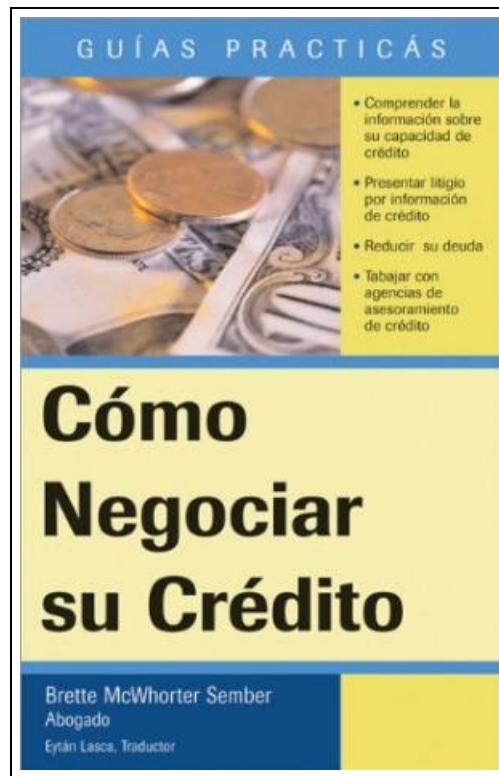 GUÍAS PRACTICÁS
• Comprender la
información sobre
su capacidad de
crédito
• Presentar litigio
por información
de crédito
• Reducir su deuda
• Tabajar con
agencias de
asesoramiento
de crédito
Cómo
Negociar
su Crédito
Brette McWhorter Sember
Abogado
Eytán Lasca, Traductor